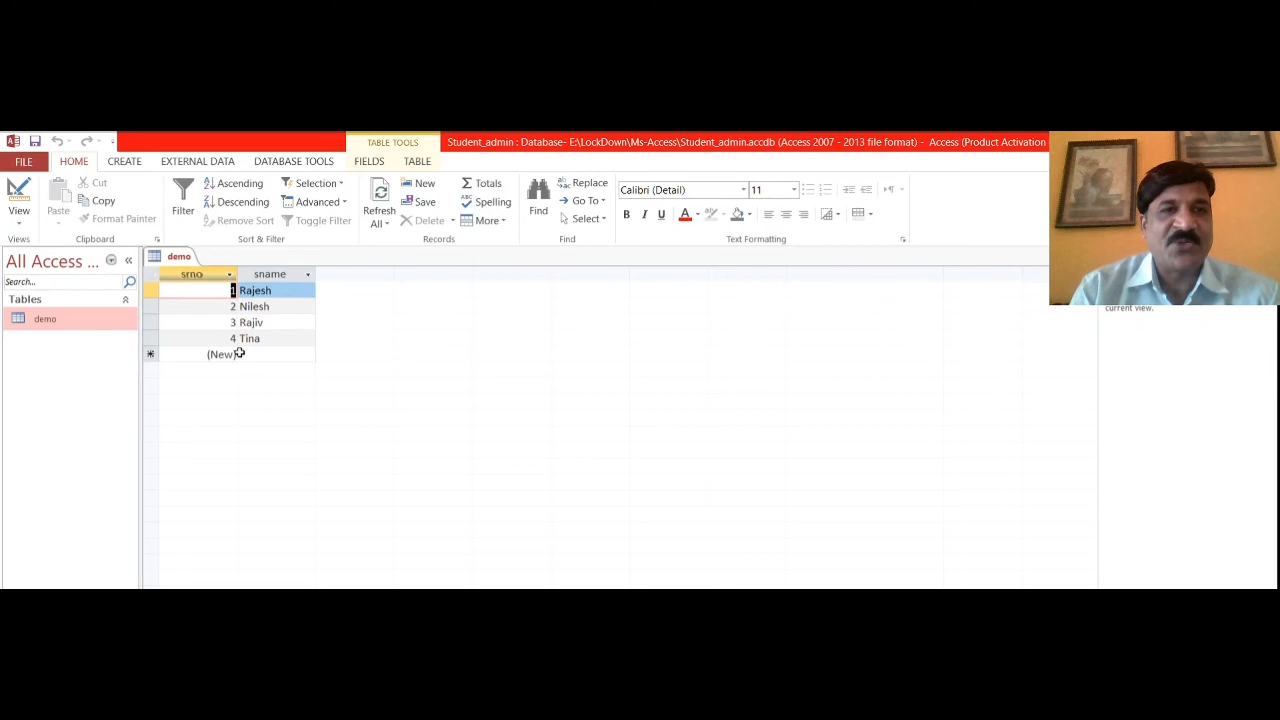 TABLE TOOLS
Student_admin : Database- E:\LockDown\Ms-Access\Student_admin.accdb (Access 2007 - 2013 file format) - Access (Product Activation
FILE HOME CREATE EXTERNAL DATA DATABASE TOOLS FIELDS TABLE
View
Views
Paste
Cut
Copy
Format Painter
Clipboard
Filter
Ascending
Descending
Remove Sort
Selection
Advanced
Toggle Filter
Sort & Filter
Refresh
All
New
Save
Delete
Totals
Spelling
More
Records
Find
Replace
Go To
Select
Find
Calibri (Detail) 11
B I U A
Text Formatting
All Access ...
Search...
Tables
demo
demo
srno sname
1 Rajesh
2 Nilesh
3 Rajiv
4 Tina
(New)
current view.